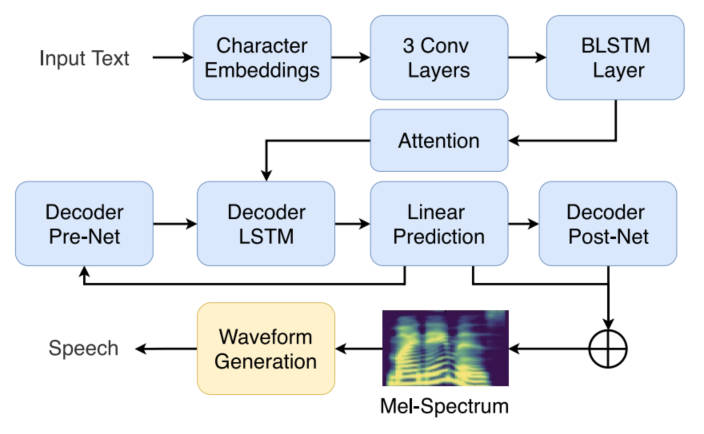 Input Text
Character
Embeddings
3 Conv
Layers
BLSTM
Layer
Attention
Decoder
Pre-Net
Decoder
LSTM
Linear
Prediction
Decoder
Post-Net
Speech
Waveform
Generation
Mel-Spectrum